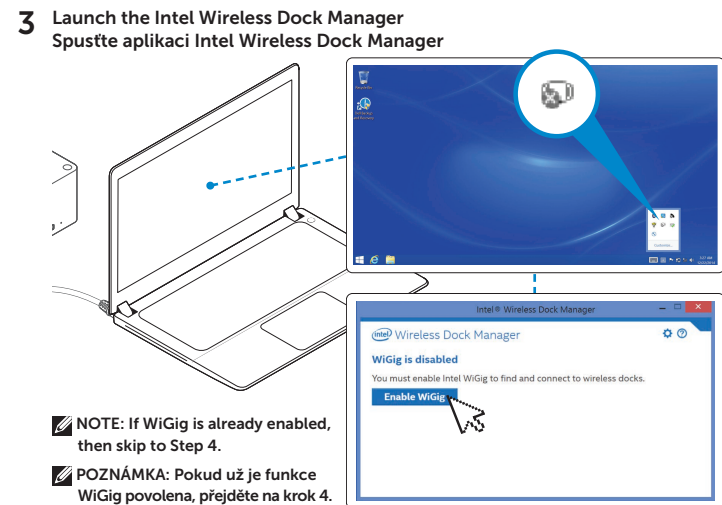 3 Launch the Intel Wireless Dock Manager
Spusťte aplikaci Intel Wireless Dock Manager
Intel® Wireless Dock Manager
intel Wireless Dock Manager
WiGig is disabled
You must enable Intel WiGig to find and connect to wireless docks.
Enable WiGig
NOTE: If WiGig is already enabled,
then skip to Step 4.
POZNÁMKA: Pokud už je funkce
WiGig povolena, přejděte na krok 4.